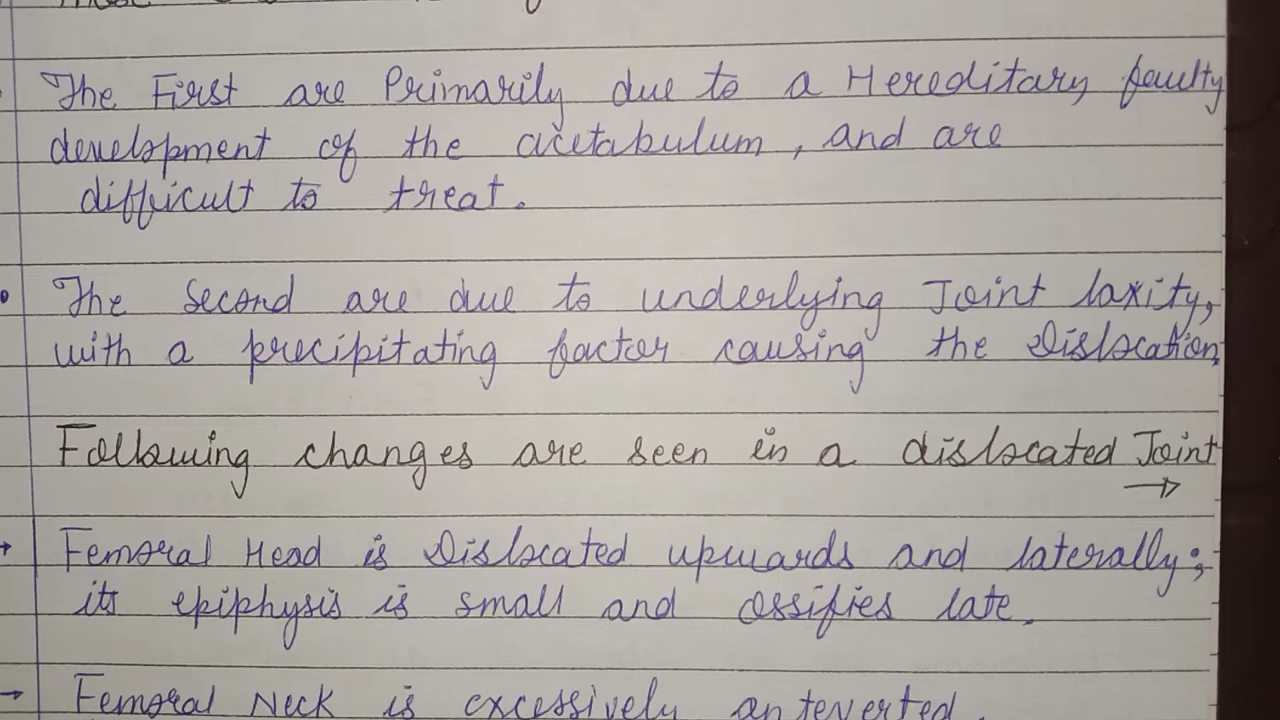 The First are Primarily due to a Hereditary faulty
development of the acetabulum, and are
difficult to treat.
The Second are due to underlying Joint laxity,
with a precipitating factor causing the Dislocation.
Following changes are seen in a dislocated Joint
→
→ Femoral Head is Dislocated upwards and laterally;
its epiphysis is small and ossifies late.
→ Femoral Neck is excessively anteverted.